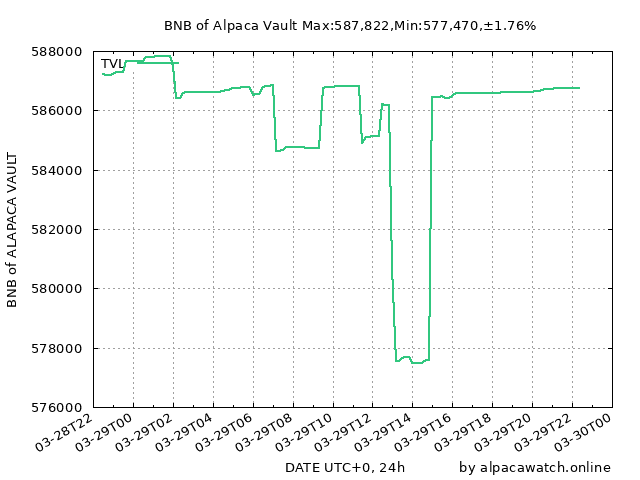 BNB of Alpaca Vault Max:587,822,Min:577,470,±1.76%
588000
TVL
586000
584000
582000
580000
578000
576000
BNB of ALAPACA VAULT
03-28T22
03-29T00
03-29T02
03-29T04
03-29T06
03-29T08
03-29T10
03-29T12
03-29T14
03-29T16
03-29T18
03-29T20
03-29T22
03-30T00
DATE UTC+0, 24h
by alpacawatch.online